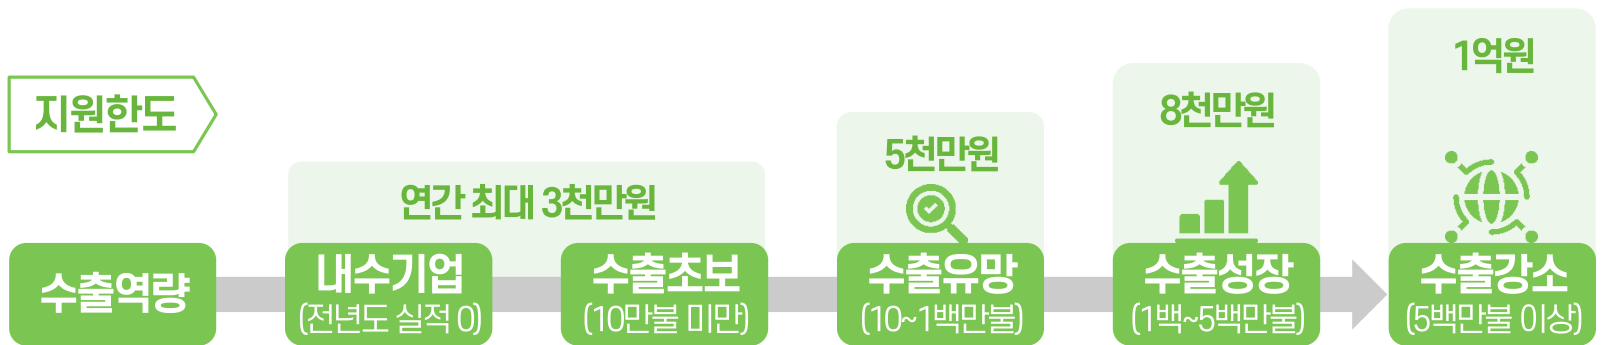 지원한도
연간 최대 3천만원
5천만원
8천만원
1억원
수출역량
내수기업
(전년도 실적 0)
수출초보
(10만불 미만)
수출유망
(10~1백만불)
수출성장
(1백~5백만불)
수출강소
(5백만불 이상)